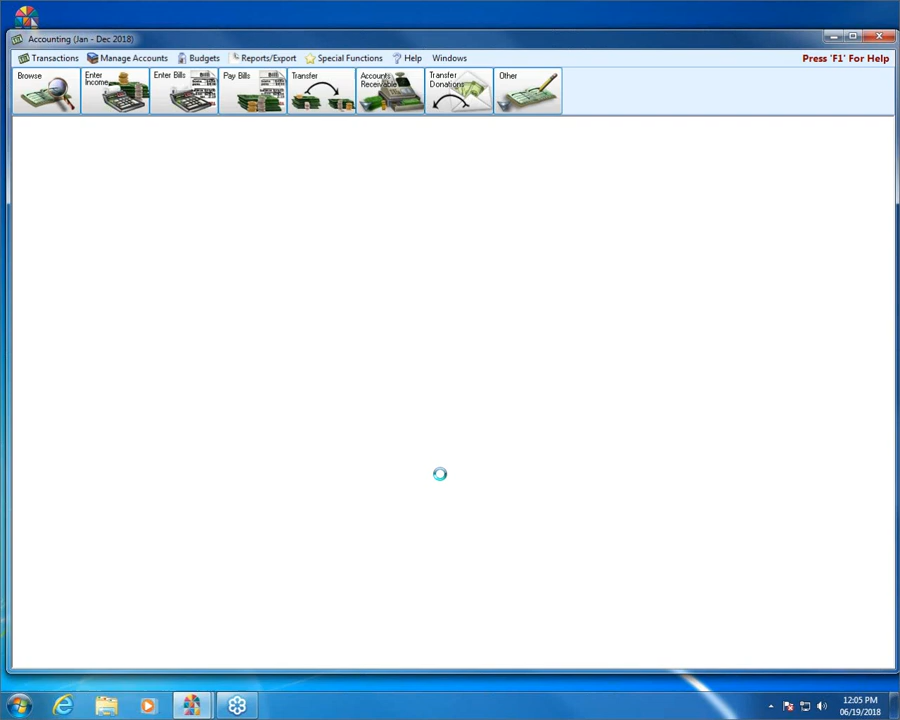 Accounting (Jan - Dec 2018)
Transactions Manage Accounts Budgets Reports/Export Special Functions Help Windows Press 'F1' For Help
Browse
Enter Income
Enter Bills
Pay Bills
Transfer
Accounts Receivable
Transfer Donations
Other
12:05 PM
06/19/2018